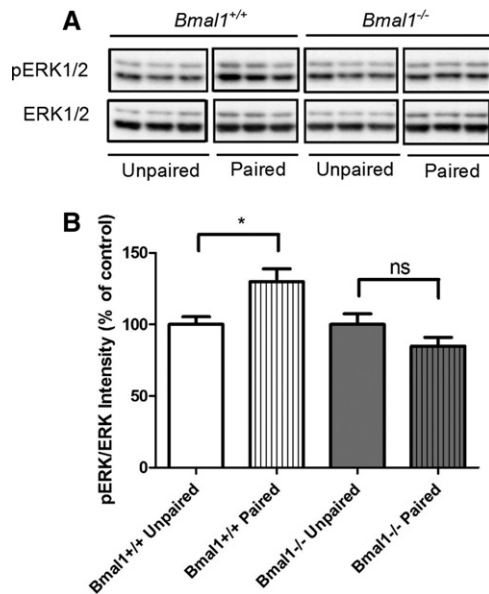 A
Bmal1+/+
Bmal1-/-
pERK1/2
ERK1/2
Unpaired
Paired
Unpaired
Paired
B
pERK/ERK Intensity (% of control)
150
100
50
0
*
ns
Bmal1+/+ Unpaired
Bmal1+/+ Paired
Bmal1-/- Unpaired
Bmal1-/- Paired